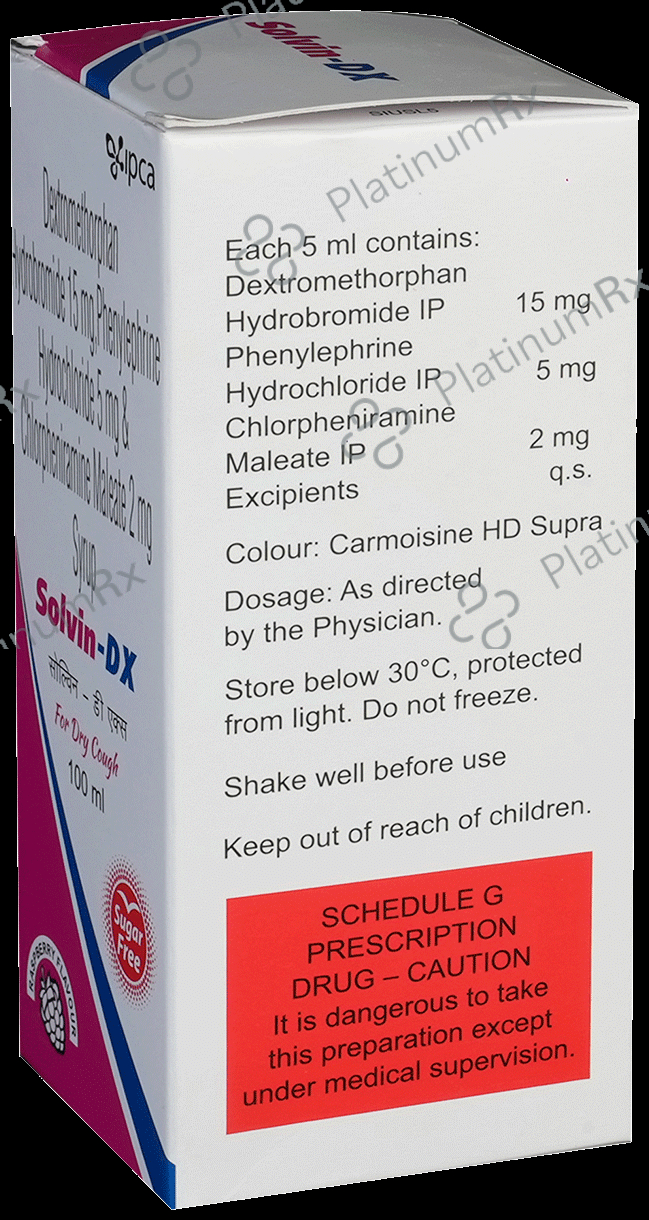 Solvin-DX
SIUSL6
ipca
Dextromethorphan
Hydrobromide 15 mg, Phenylephrine
Hydrochloride 5 mg &
Chlorpheniramine Maleate 2 mg
Syrup
Solvin-DX
सोल्विन - डी एक्स
For Dry Cough
100 ml
Sugar
Free
RASPBERRY FLAVOUR
Each 5 ml contains:
Dextromethorphan
Hydrobromide IP 15 mg
Phenylephrine
Hydrochloride IP 5 mg
Chlorpheniramine
Maleate IP 2 mg
Excipients q.s.
Colour: Carmoisine HD Supra
Dosage: As directed
by the Physician.
Store below 30°C, protected
from light. Do not freeze.
Shake well before use
Keep out of reach of children.
SCHEDULE G
PRESCRIPTION
DRUG – CAUTION
It is dangerous to take
this preparation except
under medical supervision.
PlatinumRx
PlatinumRx
PlatinumRx
PlatinumRx